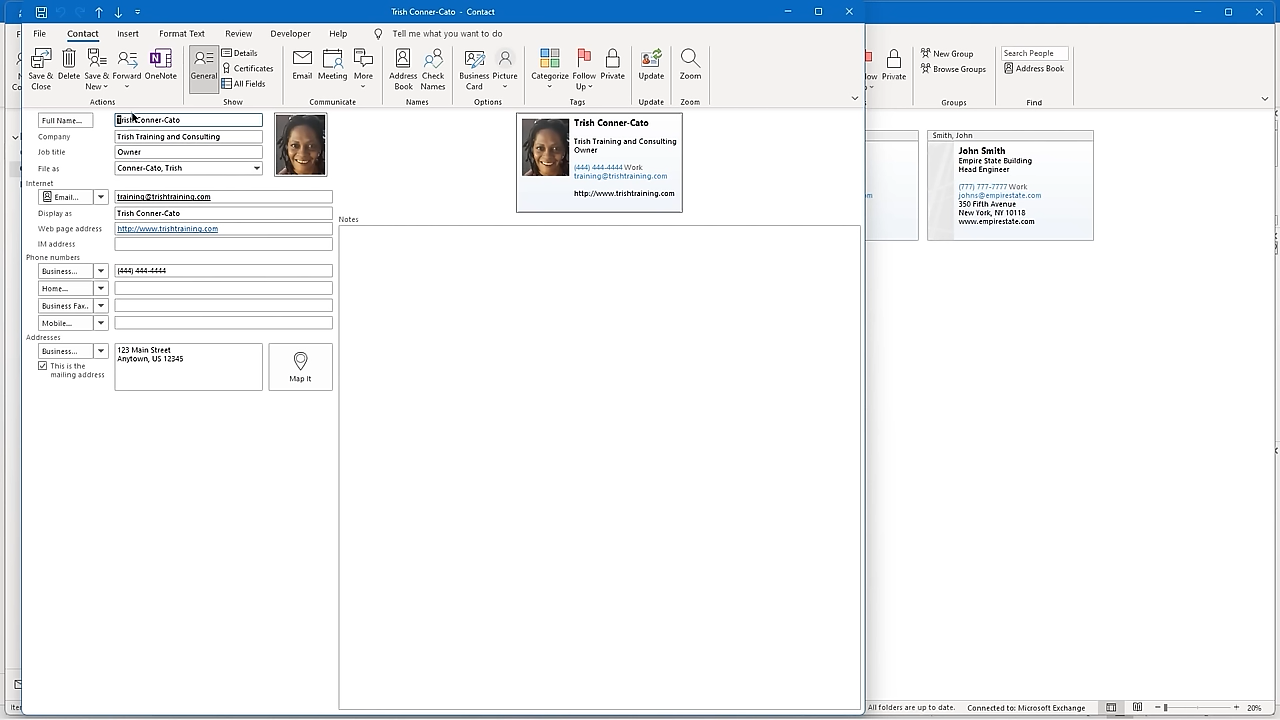 Trish Conner-Cato - Contact
File
Contact
Insert
Format Text
Review
Developer
Help
Tell me what you want to do
Save & Close
Delete
Save & New
Forward
OneNote
Actions
General
Details
Certificates
All Fields
Show
Email
Meeting
More
Communicate
Address Book
Check Names
Names
Business Card
Picture
Options
Categorize
Follow Up
Private
Tags
Update
Update
Zoom
Zoom
Private
New Group
Browse Groups
Groups
Search People
Address Book
Find
Full Name...
Trish Conner-Cato
Company
Trish Training and Consulting
Job title
Owner
File as
Conner-Cato, Trish
Internet
Email...
training@trishtraining.com
Display as
Trish Conner-Cato
Web page address
http://www.trishtraining.com
IM address
Phone numbers
Business...
(444) 444-4444
Home...
Business Fax..
Mobile...
Addresses
Business...
123 Main Street
Anytown, US 12345
This is the
mailing address
Map It
Trish Conner-Cato
Trish Training and Consulting
Owner
(444) 444-4444 Work
training@trishtraining.com
http://www.trishtraining.com
Notes
Smith, John
John Smith
Empire State Building
Head Engineer
(777) 777-7777 Work
johns@empirestate.com
350 Fifth Avenue
New York, NY 10118
www.empirestate.com
All folders are up to date.
Connected to: Microsoft Exchange
20%